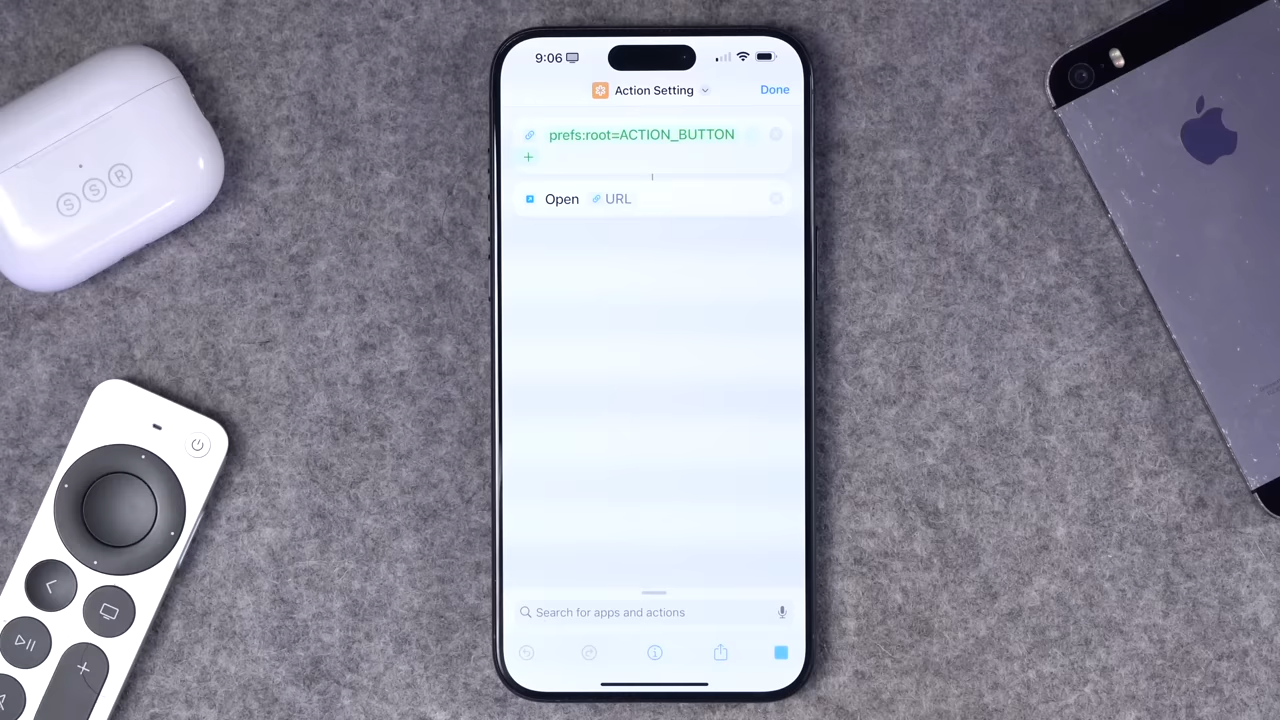 SSR
9:06
Action Setting
Done
prefs:root=ACTION_BUTTON
+
Open URL
Search for apps and actions